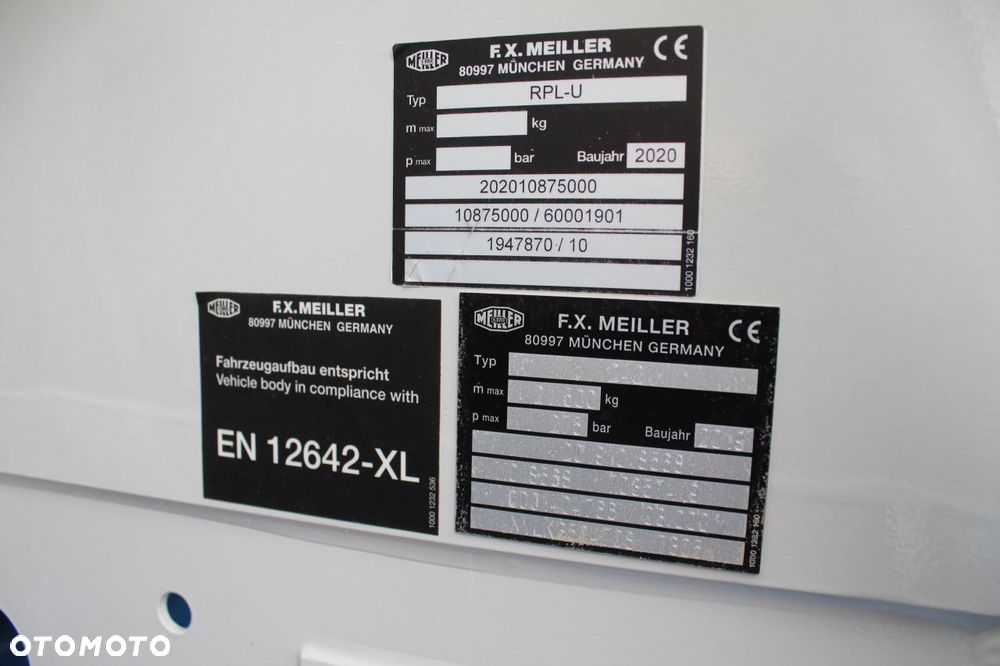 MEILLER
F.X. MEILLER
CE
80997 MÜNCHEN GERMANY
Typ RPL-U
m max kg
p max bar Baujahr 2020
202010875000
10875000 / 60001901
1947870 / 10
1000 1232 160
MEILLER
F.X. MEILLER
80997 MÜNCHEN GERMANY
Fahrzeugaufbau entspricht
Vehicle body in compliance with
EN 12642-XL
1000 1232 536
MEILLER
F.X. MEILLER
CE
80997 MÜNCHEN GERMANY
Typ
m max kg
p max bar Baujahr
1000 1232 160
OTOMOTO